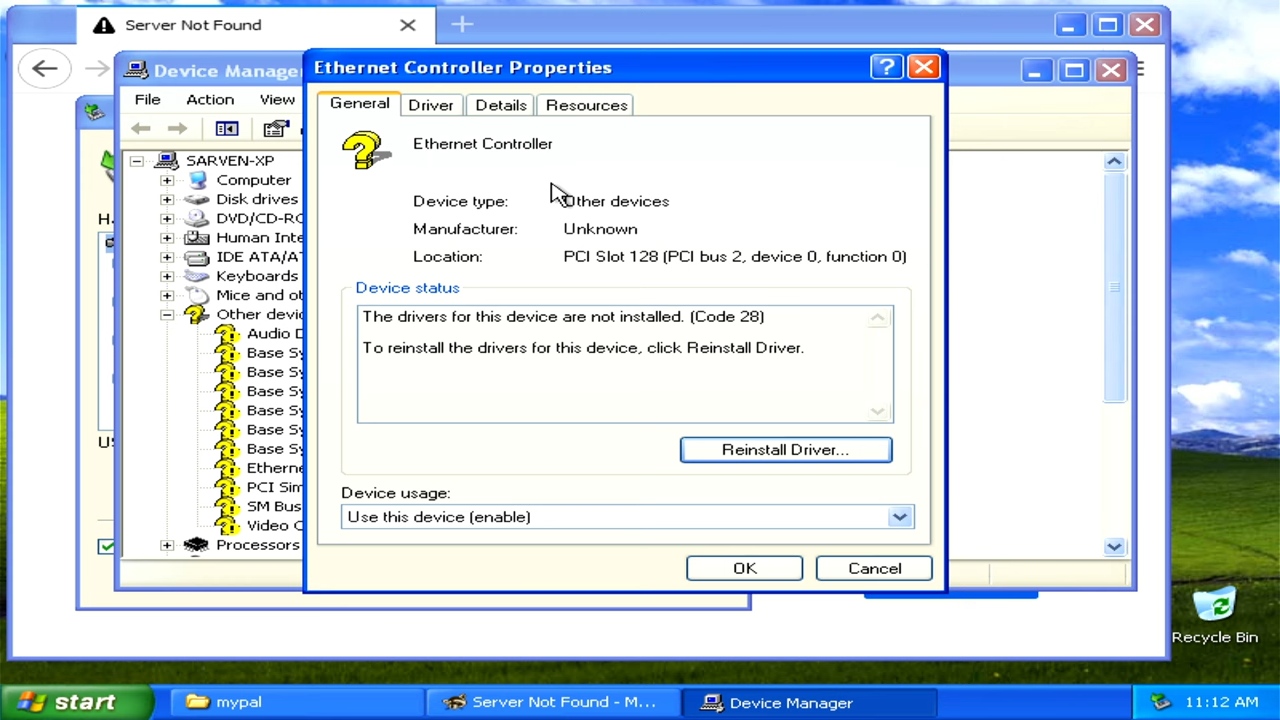 Server Not Found
Device Manage
Ethernet Controller Properties
File Action View
General Driver Details Resources
Ethernet Controller
Device type: Other devices
Manufacturer: Unknown
Location: PCI Slot 128 (PCI bus 2, device 0, function 0)
Device status
The drivers for this device are not installed. (Code 28)
To reinstall the drivers for this device, click Reinstall Driver.
Reinstall Driver...
Device usage:
Use this device (enable)
OK Cancel
SARVEN-XP
Computer
Disk drives
DVD/CD-RO
Human Inte
IDE ATA/AT
Keyboards
Mice and ot
Other devic
Audio D
Base Sy
Base Sy
Base Sy
Base Sy
Base Sy
Base Sy
Etherne
PCI Sim
SM Bus
Video C
Processors
H
US
Recycle Bin
start
mypal
Server Not Found - M...
Device Manager
11:12 AM